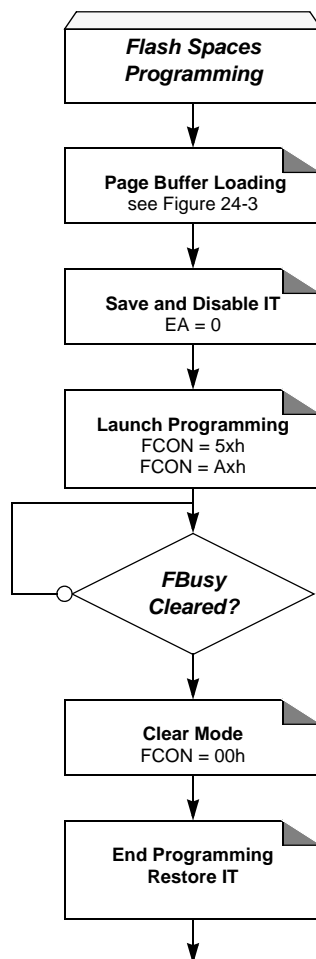 Flash Spaces
Programming
Page Buffer Loading
see Figure 24-3
Save and Disable IT
EA = 0
Launch Programming
FCON = 5xh
FCON = Axh
FBusy
Cleared?
Clear Mode
FCON = 00h
End Programming
Restore IT